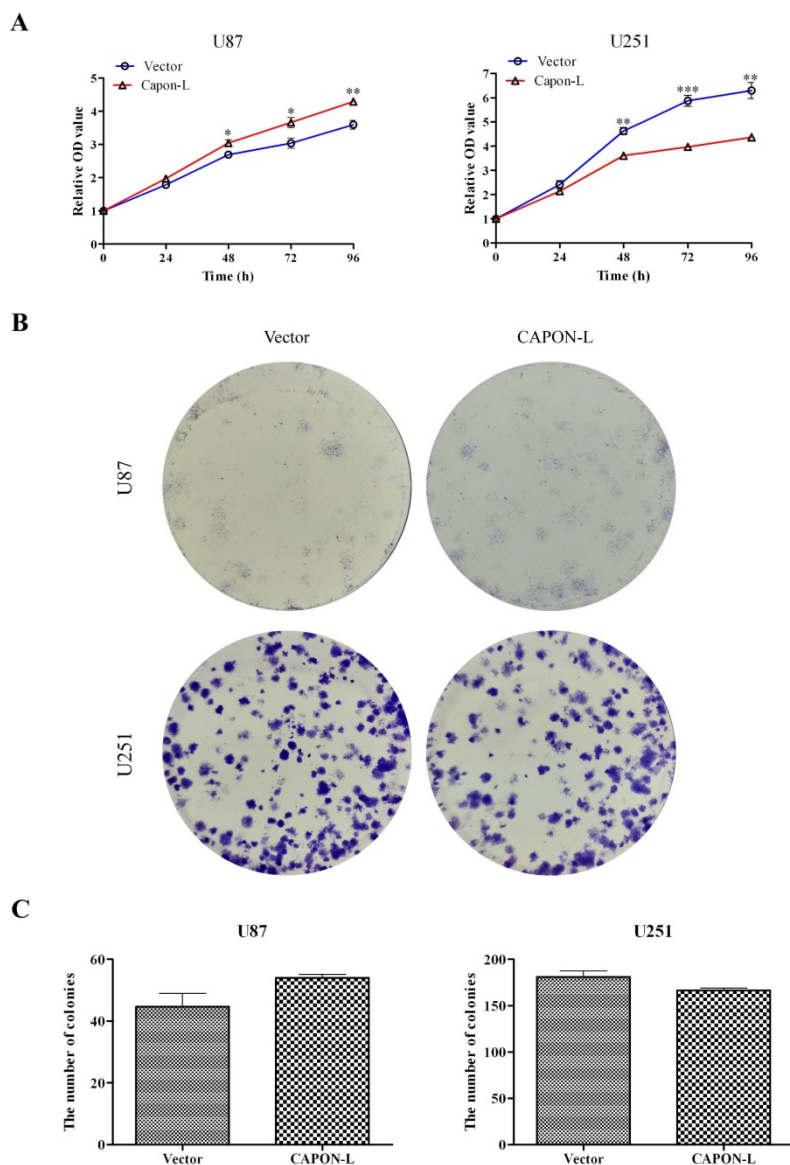 A
U87
Vector
Capon-L
Relative OD value
5
4
3
2
1
0
* * **
0 24 48 72 96
Time (h)
U251
Vector
Capon-L
Relative OD value
7
6
5
4
3
2
1
0
** *** **
0 24 48 72 96
Time (h)
B
Vector CAPON-L
U87
U251
C
U87
The number of colonies
60
40
20
0
Vector CAPON-L
U251
The number of colonies
200
150
100
50
0
Vector CAPON-L